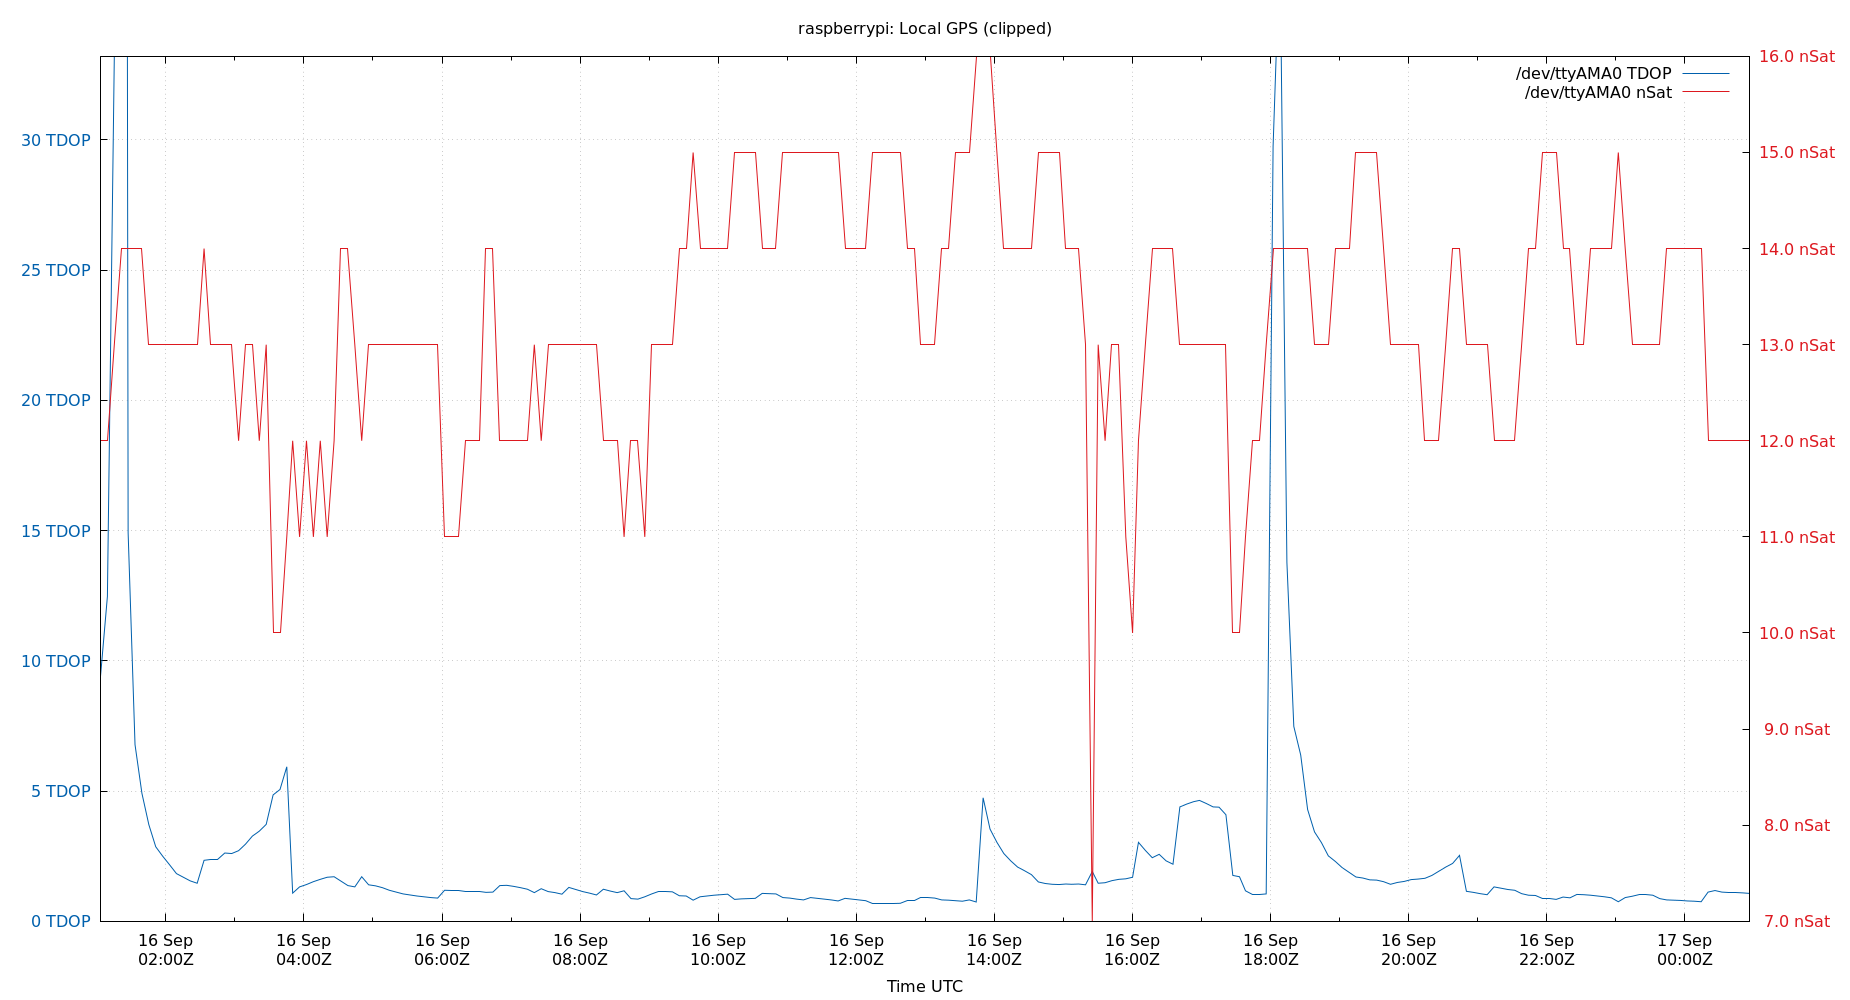 raspberrypi: Local GPS (clipped)
/dev/ttyAMA0 TDOP
/dev/ttyAMA0 nSat
30 TDOP
25 TDOP
20 TDOP
15 TDOP
10 TDOP
5 TDOP
0 TDOP
16.0 nSat
15.0 nSat
14.0 nSat
13.0 nSat
12.0 nSat
11.0 nSat
10.0 nSat
9.0 nSat
8.0 nSat
7.0 nSat
16 Sep 16 Sep 16 Sep 16 Sep 16 Sep 16 Sep 16 Sep 16 Sep 16 Sep 16 Sep 16 Sep 17 Sep
02:00Z 04:00Z 06:00Z 08:00Z 10:00Z 12:00Z 14:00Z 16:00Z 18:00Z 20:00Z 22:00Z 00:00Z
Time UTC